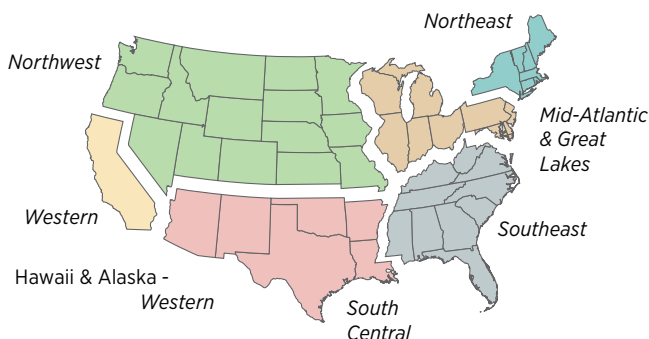 Northeast
Northwest
Mid-Atlantic
& Great
Lakes
Western
Southeast
Hawaii & Alaska -
Western
South
Central